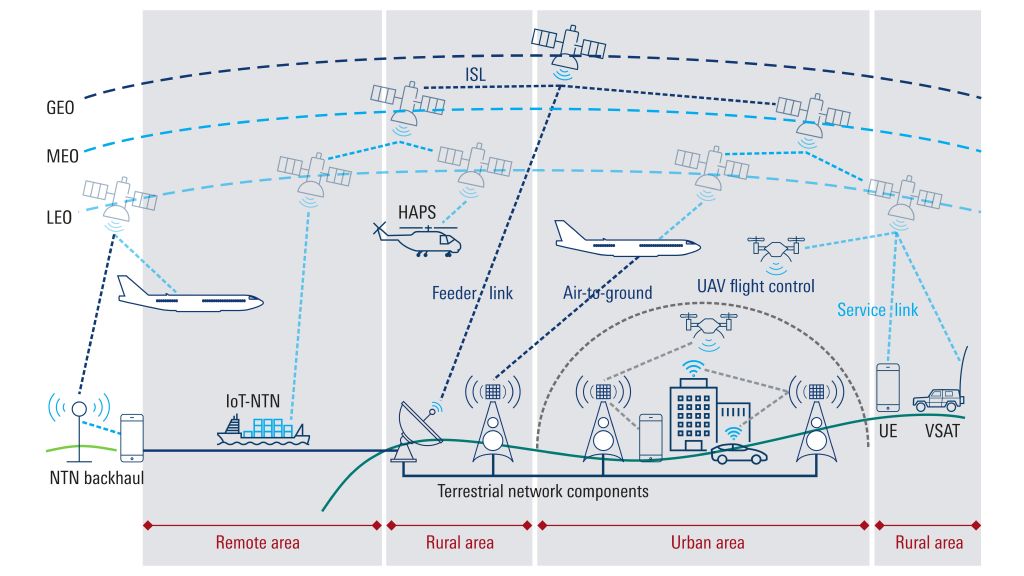 ISL
GEO
MEO
LEO
HAPS
Feeder link
Air-to-ground
UAV flight control
Service link
IoT-NTN
UE
VSAT
NTN backhaul
Terrestrial network components
Remote area
Rural area
Urban area
Rural area